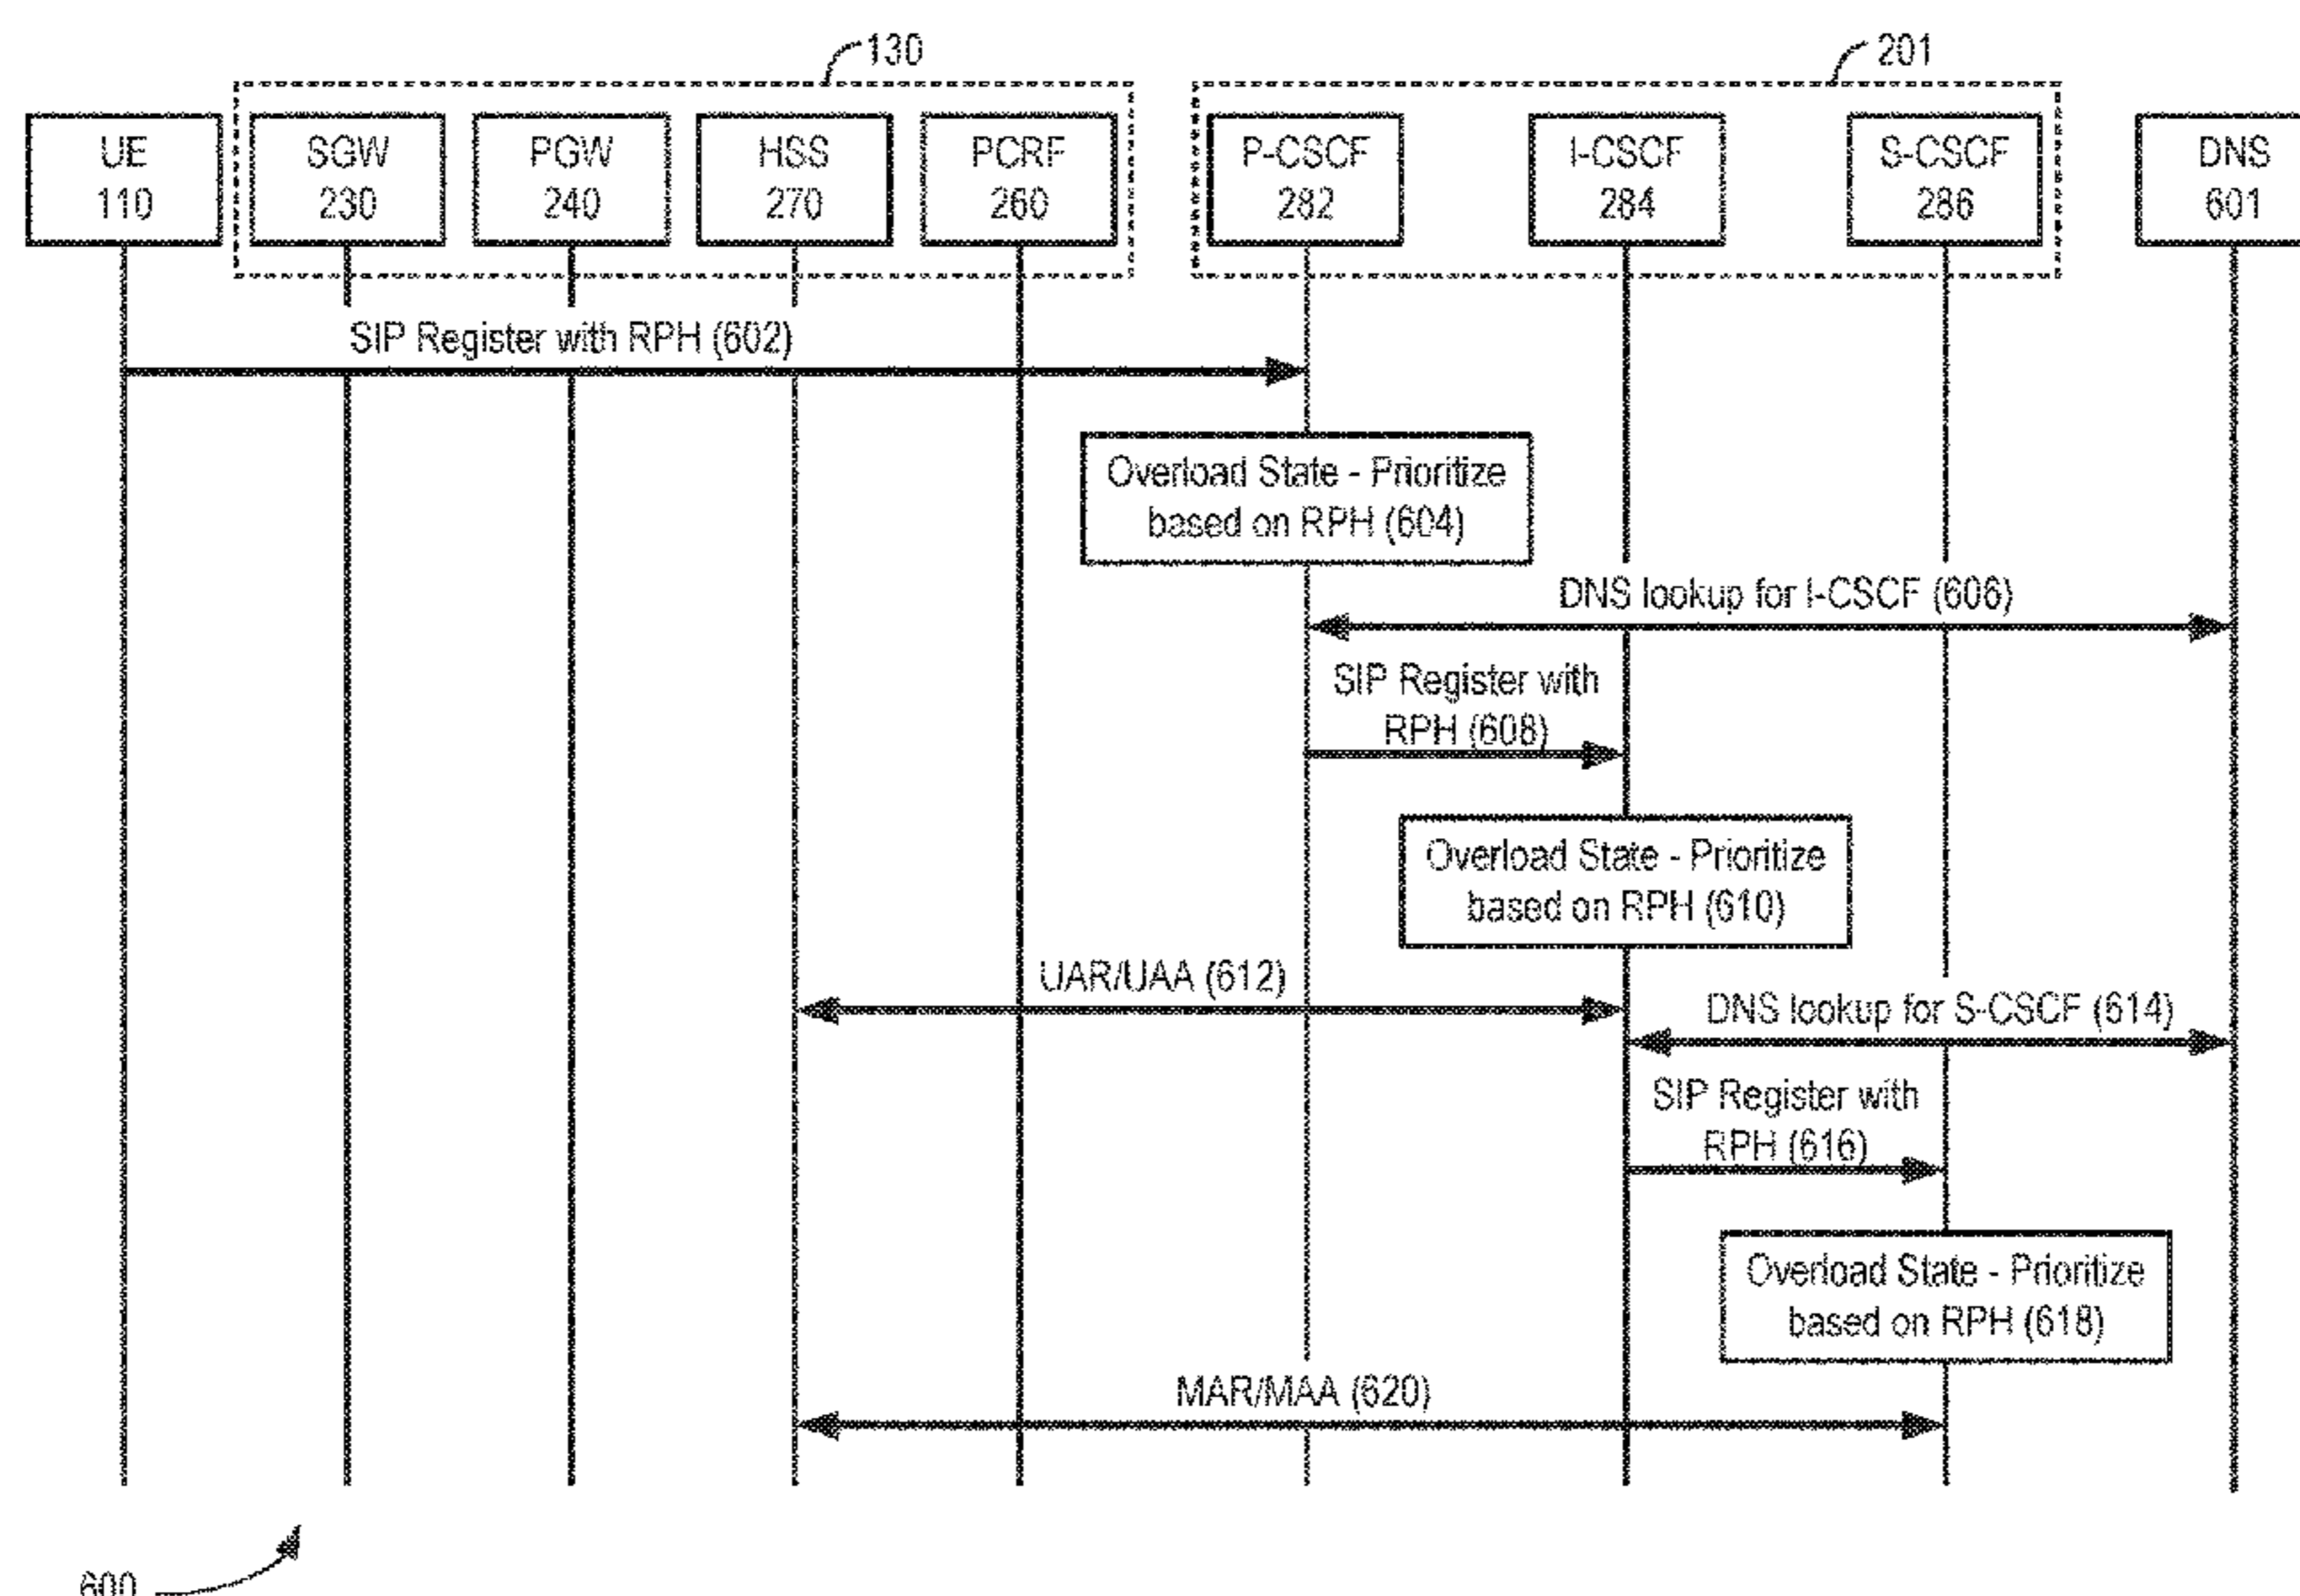 130
201
UE
110
SGW
230
PGW
240
HSS
270
PCRF
260
P-CSCF
282
I-CSCF
284
S-CSCF
286
DNS
601
SIP Register with RPH (602)
Overload State - Prioritize
based on RPH (604)
DNS lookup for I-CSCF (606)
SIP Register with
RPH (608)
Overload State - Prioritize
based on RPH (610)
UAR/UAA (612)
DNS lookup for S-CSCF (614)
SIP Register with
RPH (616)
Overload State - Prioritize
based on RPH (618)
MAR/MAA (620)
600